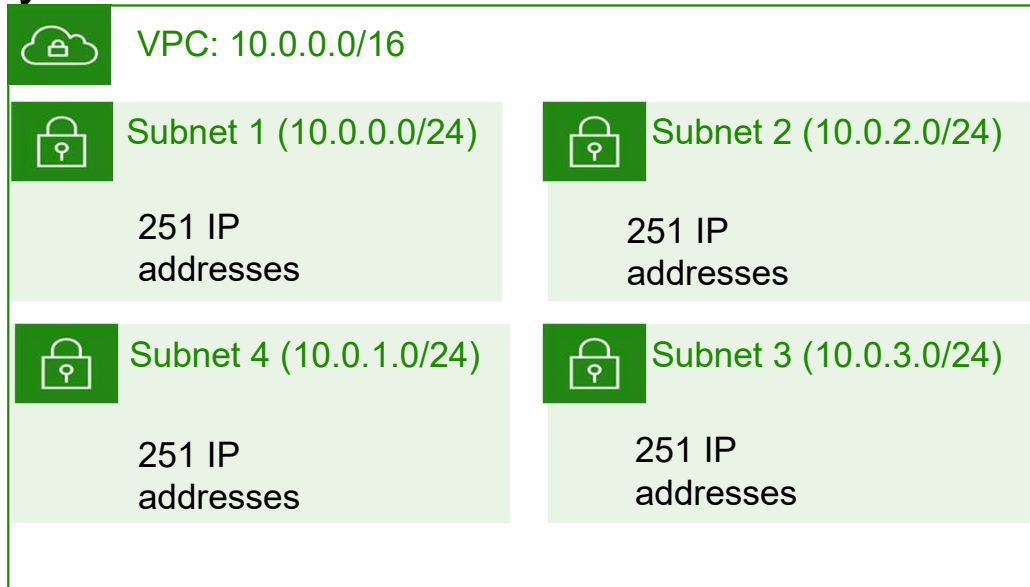 VPC: 10.0.0.0/16
Subnet 1 (10.0.0.0/24)
251 IP
addresses
Subnet 2 (10.0.2.0/24)
251 IP
addresses
Subnet 4 (10.0.1.0/24)
251 IP
addresses
Subnet 3 (10.0.3.0/24)
251 IP
addresses